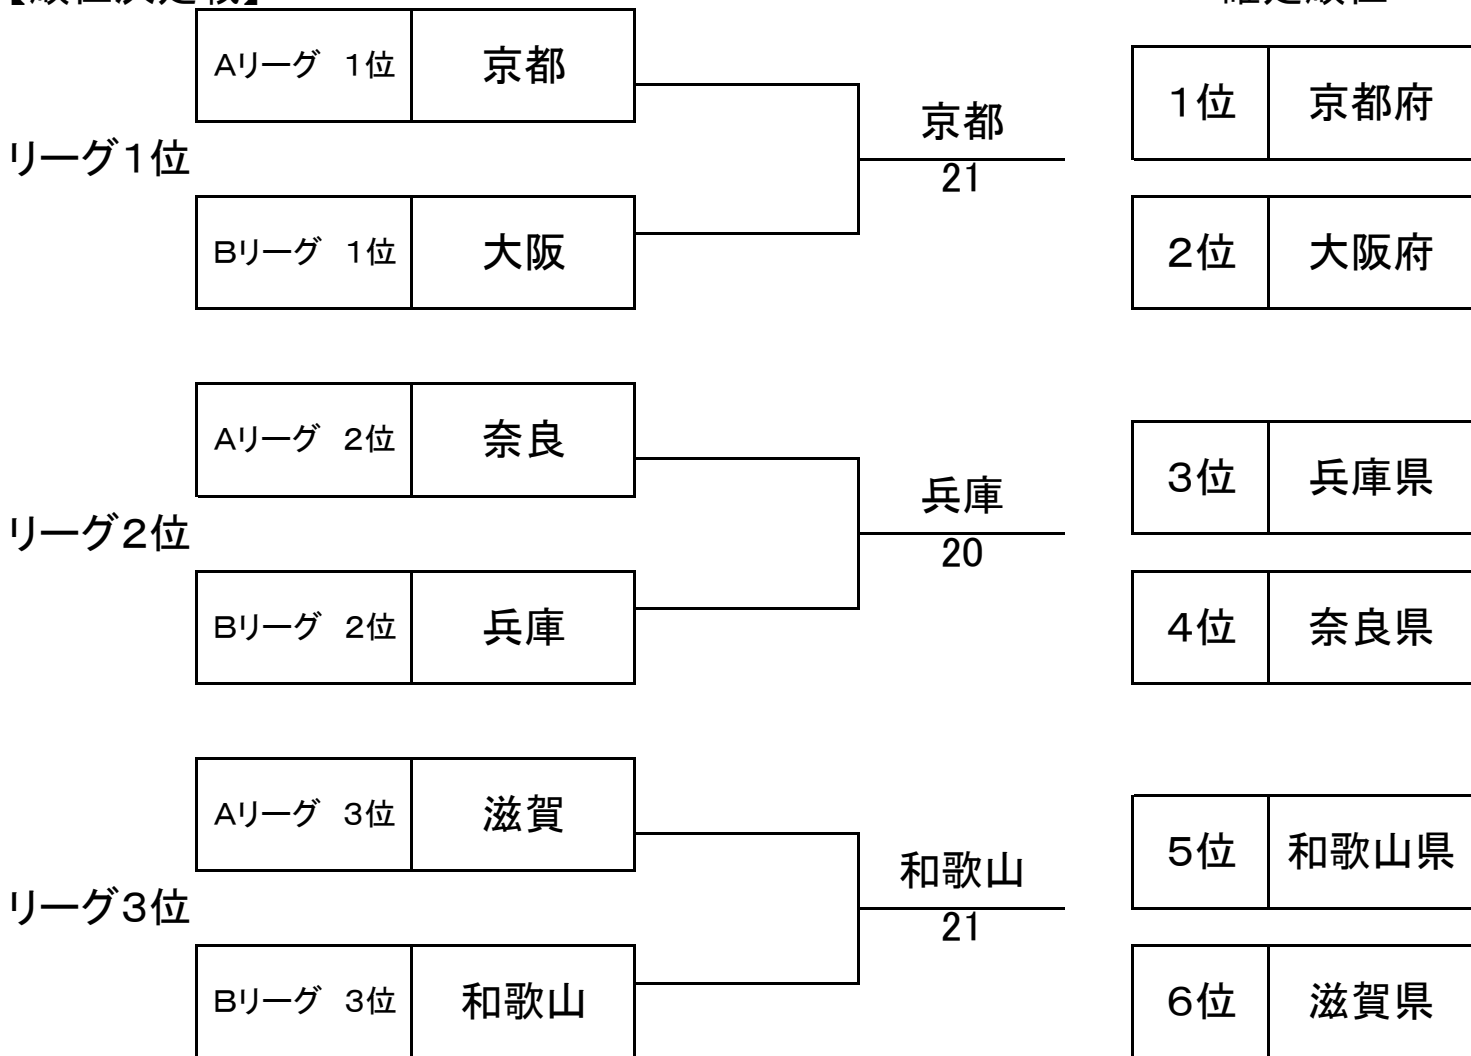 Aリーグ　1位　京都
京都
1位　京都府
リーグ1位
21
Bリーグ　1位　大阪
2位　大阪府
Aリーグ　2位　奈良
兵庫
3位　兵庫県
リーグ2位
20
Bリーグ　2位　兵庫
4位　奈良県
Aリーグ　3位　滋賀
和歌山
5位　和歌山県
リーグ3位
21
Bリーグ　3位　和歌山
6位　滋賀県